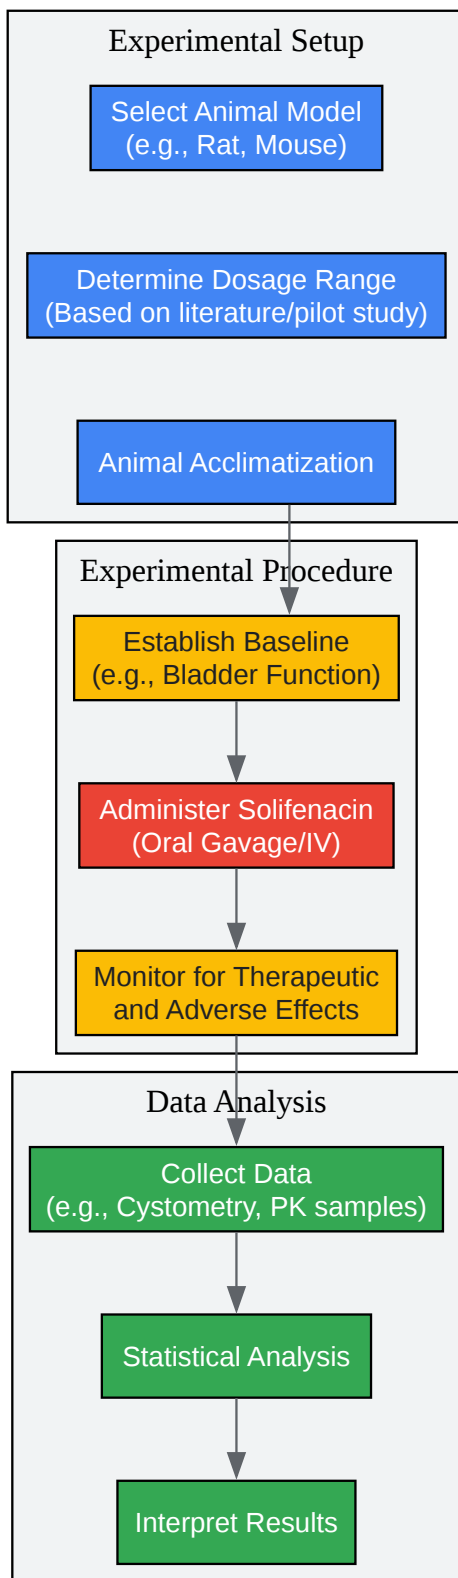 Experimental Setup
Select Animal Model
(e.g., Rat, Mouse)
Determine Dosage Range
(Based on literature/pilot study)
Animal Acclimatization
Experimental Procedure
Establish Baseline
(e.g., Bladder Function)
Administer Solifenacin
(Oral Gavage/IV)
Monitor for Therapeutic
and Adverse Effects
Data Analysis
Collect Data
(e.g., Cystometry, PK samples)
Statistical Analysis
Interpret Results